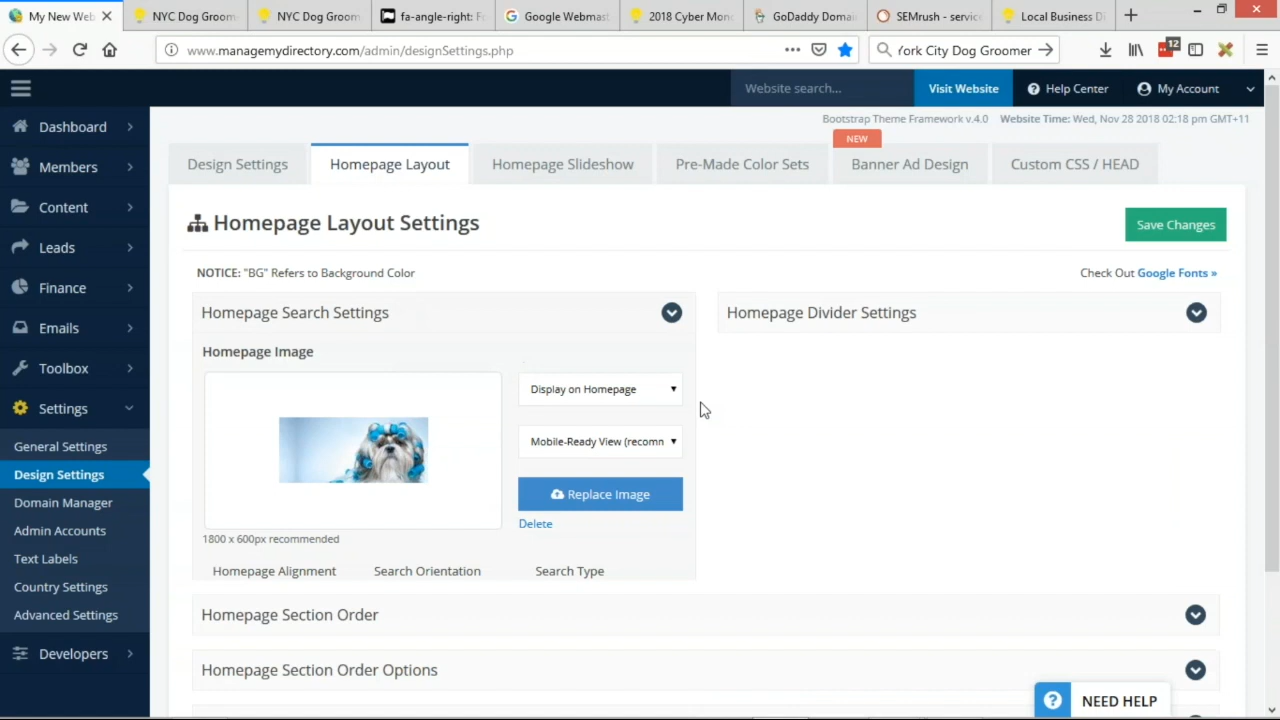 My New Web
NYC Dog Groom
NYC Dog Groom
fa-angle-right: Fo
Google Webmast
2018 Cyber Mon
GoDaddy Domai
SEMrush - service
Local Business Di
www.managemydirectory.com/admin/designSettings.php
York City Dog Groomer
12
Website search...
Visit Website
Help Center
My Account
Bootstrap Theme Framework v.4.0
Website Time: Wed, Nov 28 2018 02:18 pm GMT+11
Dashboard
Members
Content
Leads
Finance
Emails
Toolbox
Settings
General Settings
Design Settings
Domain Manager
Admin Accounts
Text Labels
Country Settings
Advanced Settings
Developers
NEW
Design Settings
Homepage Layout
Homepage Slideshow
Pre-Made Color Sets
Banner Ad Design
Custom CSS / HEAD
Homepage Layout Settings
Save Changes
NOTICE: "BG" Refers to Background Color
Check Out Google Fonts »
Homepage Search Settings
Homepage Divider Settings
Homepage Image
Display on Homepage
Mobile-Ready View (recomn
Replace Image
Delete
1800 x 600px recommended
Homepage Alignment
Search Orientation
Search Type
Homepage Section Order
Homepage Section Order Options
NEED HELP